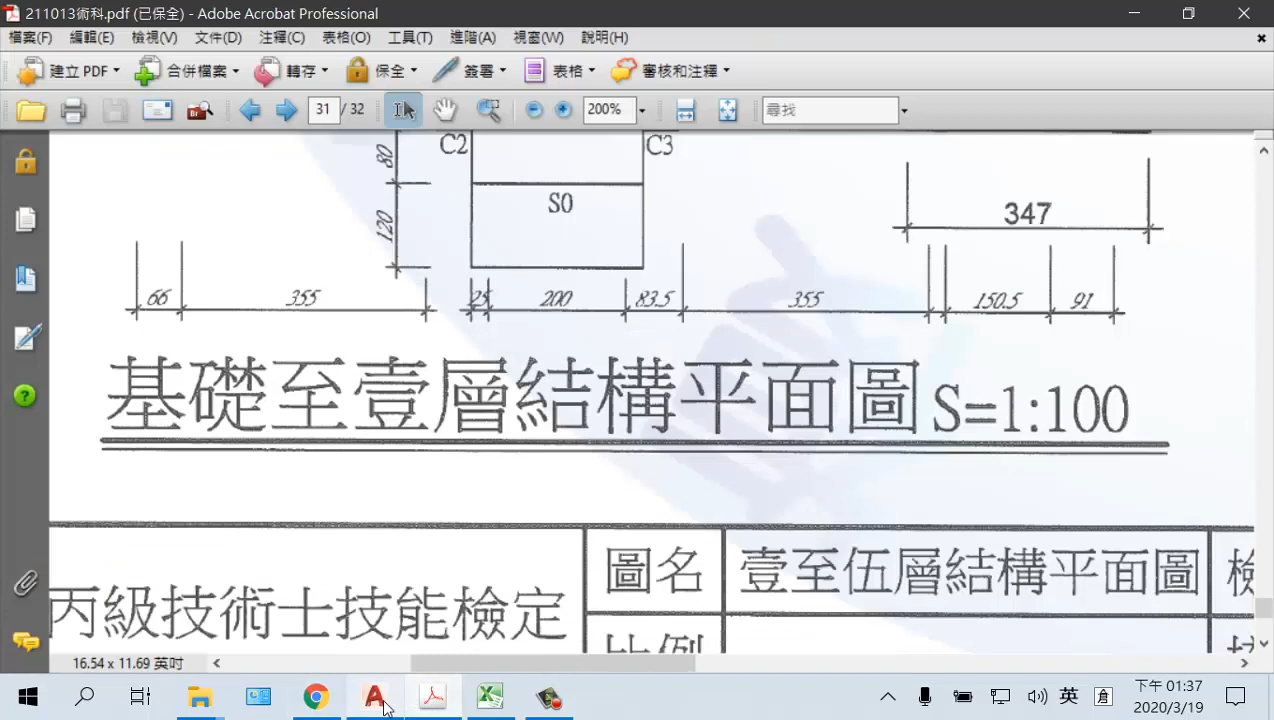 211013術科.pdf (已保全) - Adobe Acrobat Professional
檔案(F) 編輯(E) 檢視(V) 文件(D) 注釋(C) 表格(O) 工具(T) 進階(A) 視窗(W) 說明(H)
建立 PDF 合併檔案 轉存 保全 簽署 表格 審核和注釋
31 / 32 200% 尋找
80 C2 C3
120 S0 347
66 355 25 200 83.5 355 150.5 91
基礎至壹層結構平面圖 S=1:100
圖名 壹至伍層結構平面圖 檢
丙級技術士技能檢定
比例
16.54 x 11.69 英吋
英 倉 下午 01:37
2020/3/19